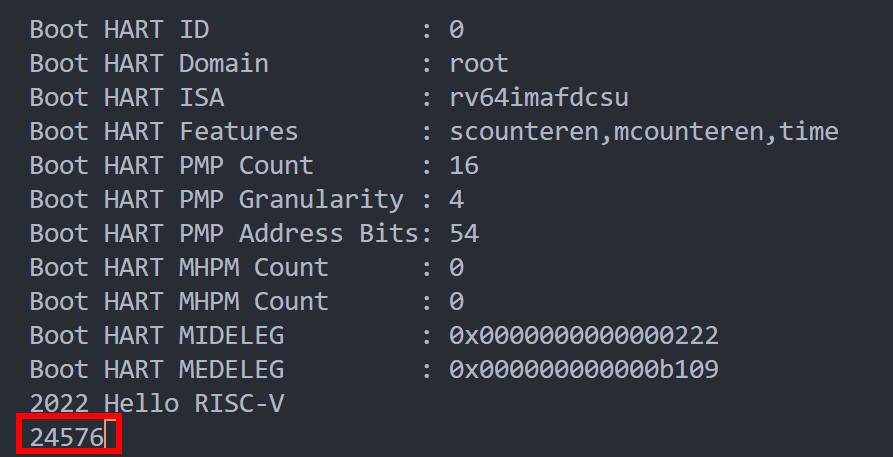 Boot HART ID : 0
Boot HART Domain : root
Boot HART ISA : rv64imafdcsu
Boot HART Features : scounteren,mcounteren,time
Boot HART PMP Count : 16
Boot HART PMP Granularity : 4
Boot HART PMP Address Bits: 54
Boot HART MHPM Count : 0
Boot HART MHPM Count : 0
Boot HART MIDELEG : 0x0000000000000222
Boot HART MEDELEG : 0x000000000000b109
2022 Hello RISC-V
24576